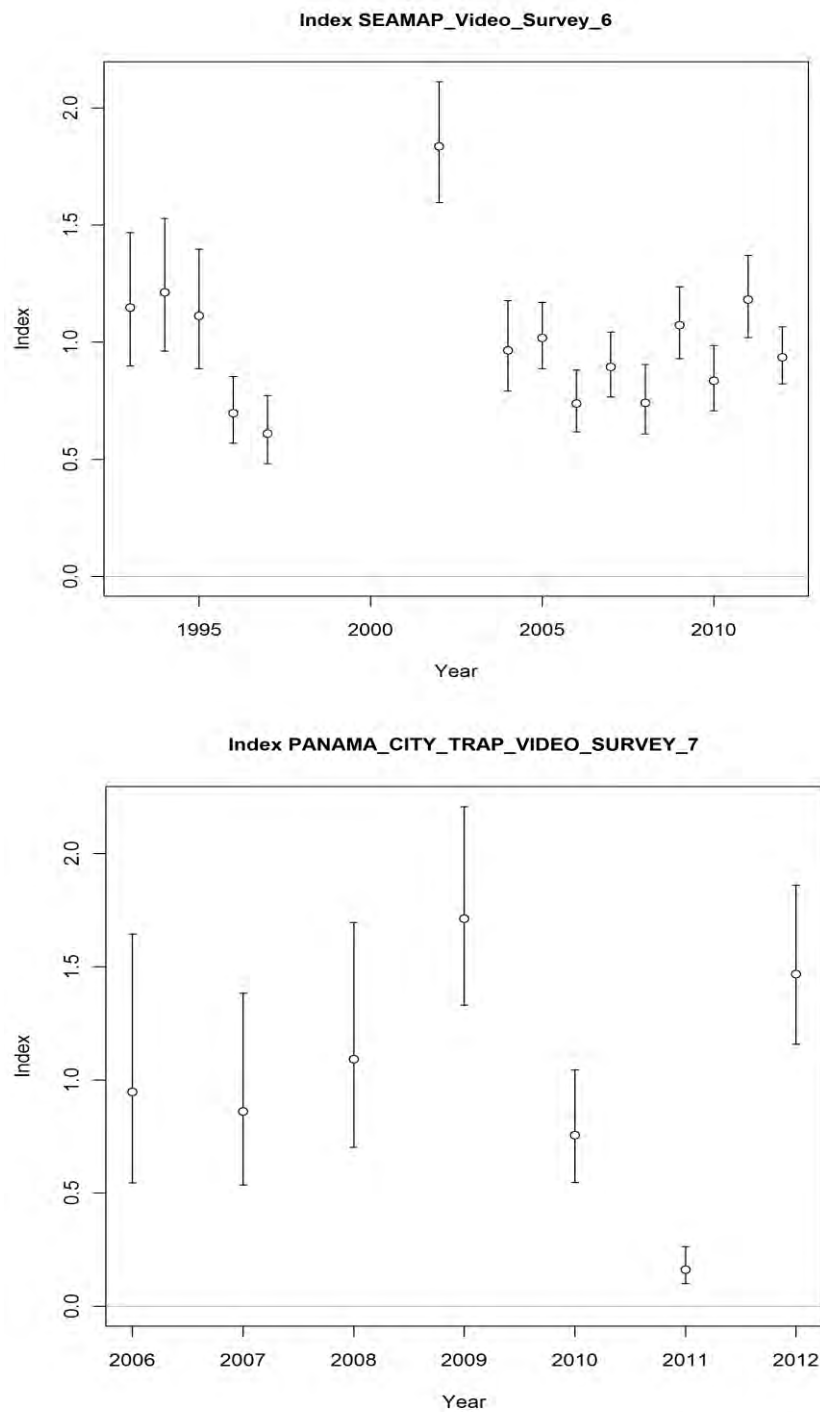 Index SEAMAP_Video_Survey_6
2.0
1.5
1.0
0.5
0.0
Index
1995 2000 2005 2010
Year
Index PANAMA_CITY_TRAP_VIDEO_SURVEY_7
2.0
1.5
1.0
0.5
0.0
Index
2006 2007 2008 2009 2010 2011 2012
Year